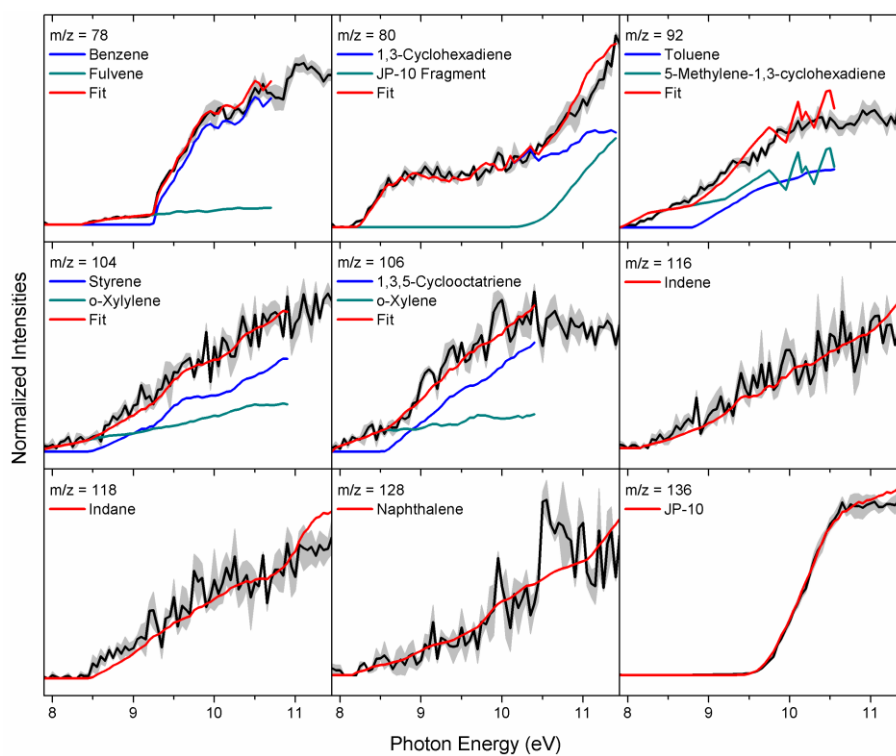 m/z = 78
Benzene
Fulvene
Fit
m/z = 80
1,3-Cyclohexadiene
JP-10 Fragment
Fit
m/z = 92
Toluene
5-Methylene-1,3-cyclohexadiene
Fit
m/z = 104
Styrene
o-Xylylene
Fit
m/z = 106
1,3,5-Cyclooctatriene
o-Xylene
Fit
m/z = 116
Indene
m/z = 118
Indane
m/z = 128
Naphthalene
m/z = 136
JP-10
Normalized Intensities
8 9 10 11 8 9 10 11 8 9 10 11
Photon Energy (eV)